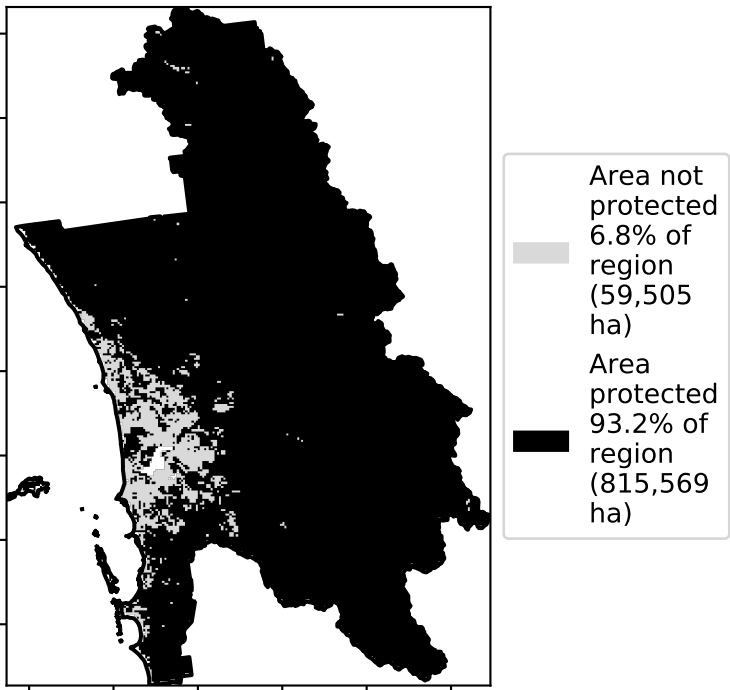 Area not
protected
6.8% of
region
(59,505
ha)
Area
protected
93.2% of
region
(815,569
ha)